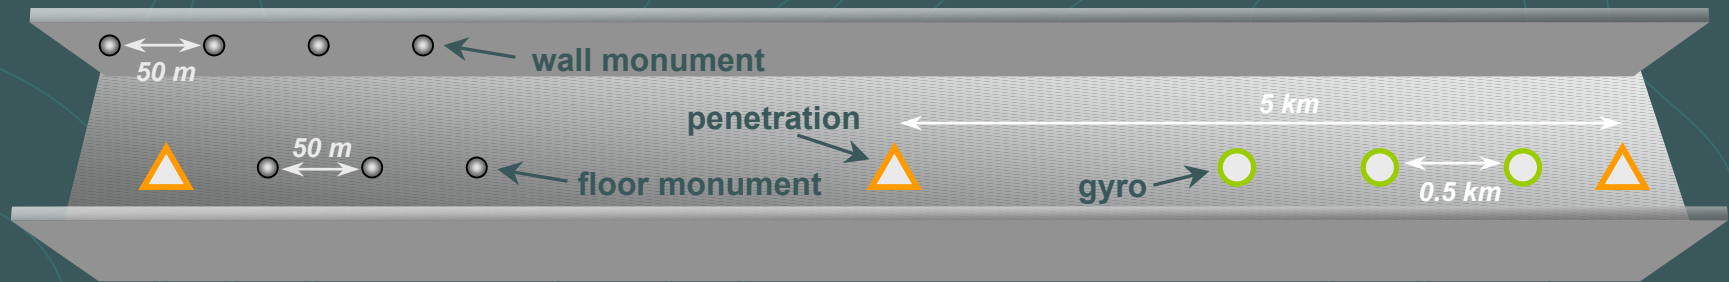 50 m
wall monument
penetration
5 km
50 m
floor monument
gyro
0.5 km